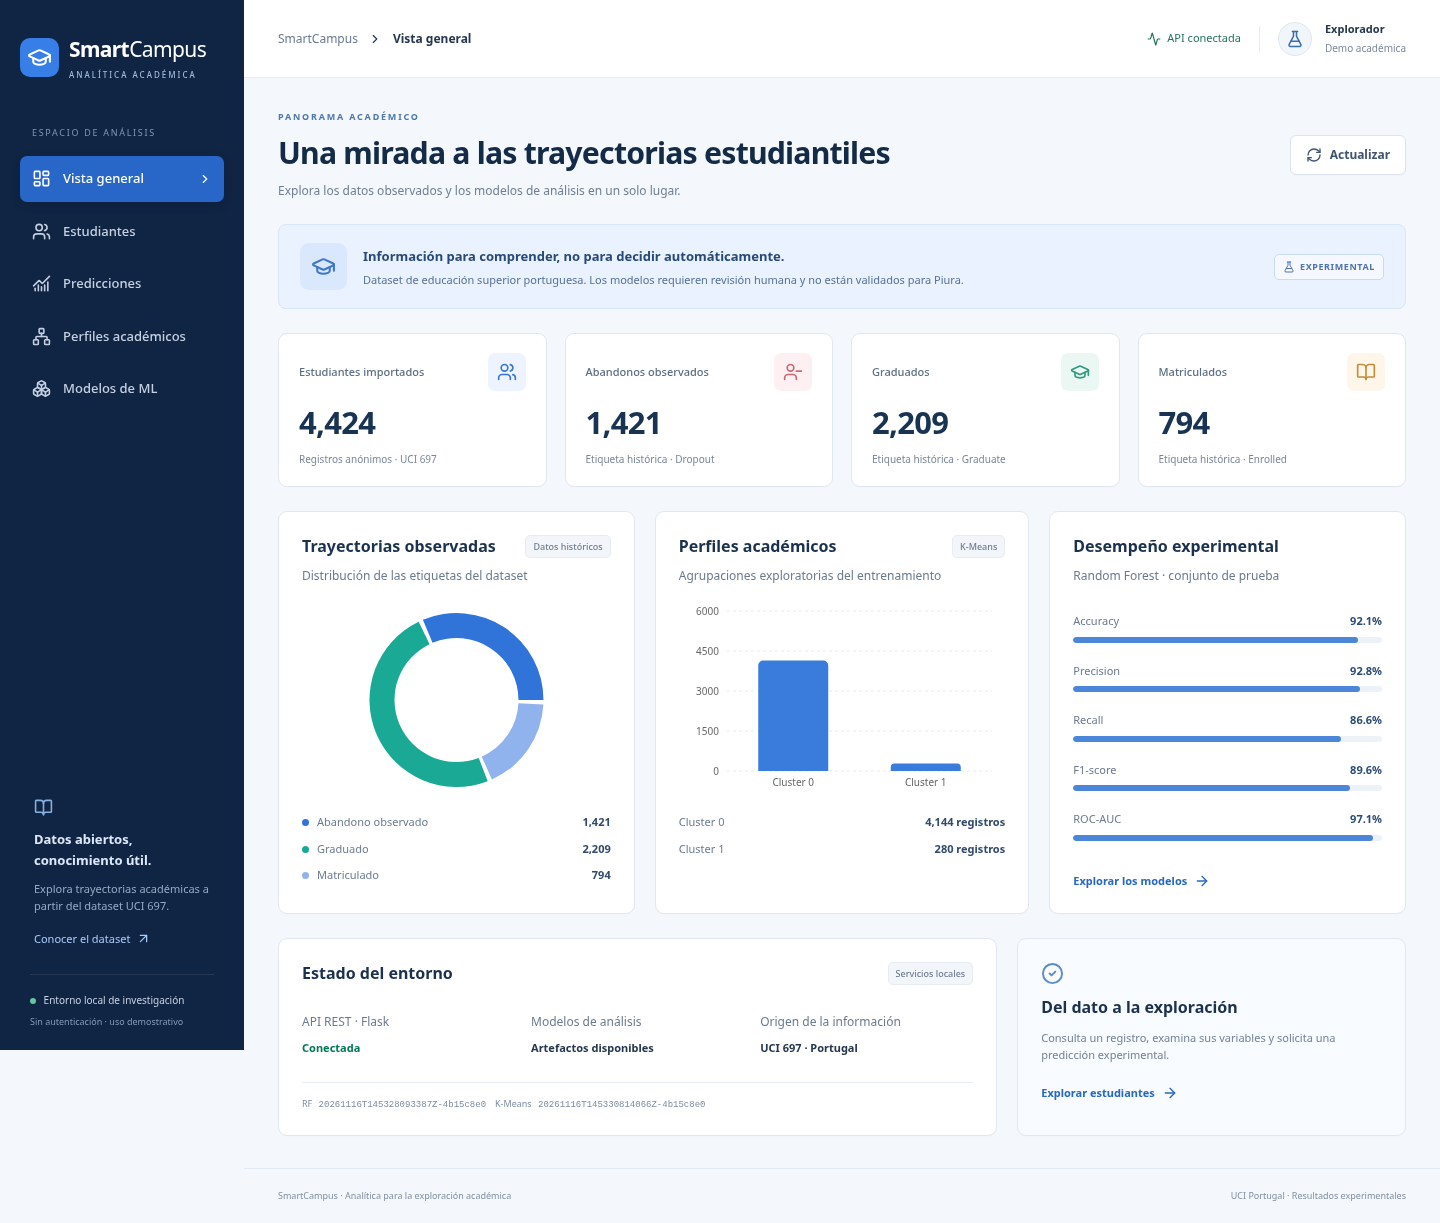 SmartCampus
ANALÍTICA ACADÉMICA
ESPACIO DE ANÁLISIS
Vista general
Estudiantes
Predicciones
Perfiles académicos
Modelos de ML
Datos abiertos,
conocimiento útil.
Explora trayectorias académicas a
partir del dataset UCI 697.
Conocer el dataset
Entorno local de investigación
Sin autenticación · uso demostrativo
SmartCampus
Vista general
API conectada
Explorador
Demo académica
PANORAMA ACADÉMICO
Una mirada a las trayectorias estudiantiles
Explora los datos observados y los modelos de análisis en un solo lugar.
Actualizar
Información para comprender, no para decidir automáticamente.
Dataset de educación superior portuguesa. Los modelos requieren revisión humana y no están validados para Piura.
EXPERIMENTAL
Estudiantes importados
4,424
Registros anónimos · UCI 697
Abandonos observados
1,421
Etiqueta histórica · Dropout
Graduados
2,209
Etiqueta histórica · Graduate
Matriculados
794
Etiqueta histórica · Enrolled
Trayectorias observadas
Datos históricos
Distribución de las etiquetas del dataset
Abandono observado 1,421
Graduado 2,209
Matriculado 794
Perfiles académicos
K-Means
Agrupaciones exploratorias del entrenamiento
6000
4500
3000
1500
0
Cluster 0 Cluster 1
Cluster 0 4,144 registros
Cluster 1 280 registros
Desempeño experimental
Random Forest · conjunto de prueba
Accuracy 92.1%
Precision 92.8%
Recall 86.6%
F1-score 89.6%
ROC-AUC 97.1%
Explorar los modelos
Estado del entorno
Servicios locales
API REST · Flask
Conectada
Modelos de análisis
Artefactos disponibles
Origen de la información
UCI 697 · Portugal
RF 20261116T145328093387Z-4b15c8e0 K-Means 20261116T145330814066Z-4b15c8e0
Del dato a la exploración
Consulta un registro, examina sus variables y solicita una
predicción experimental.
Explorar estudiantes
SmartCampus · Analítica para la exploración académica
UCI Portugal · Resultados experimentales